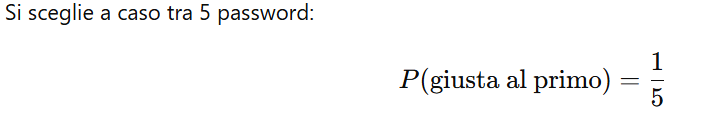 Si sceglie a caso tra 5 password:
P(giusta al primo) = 1/5